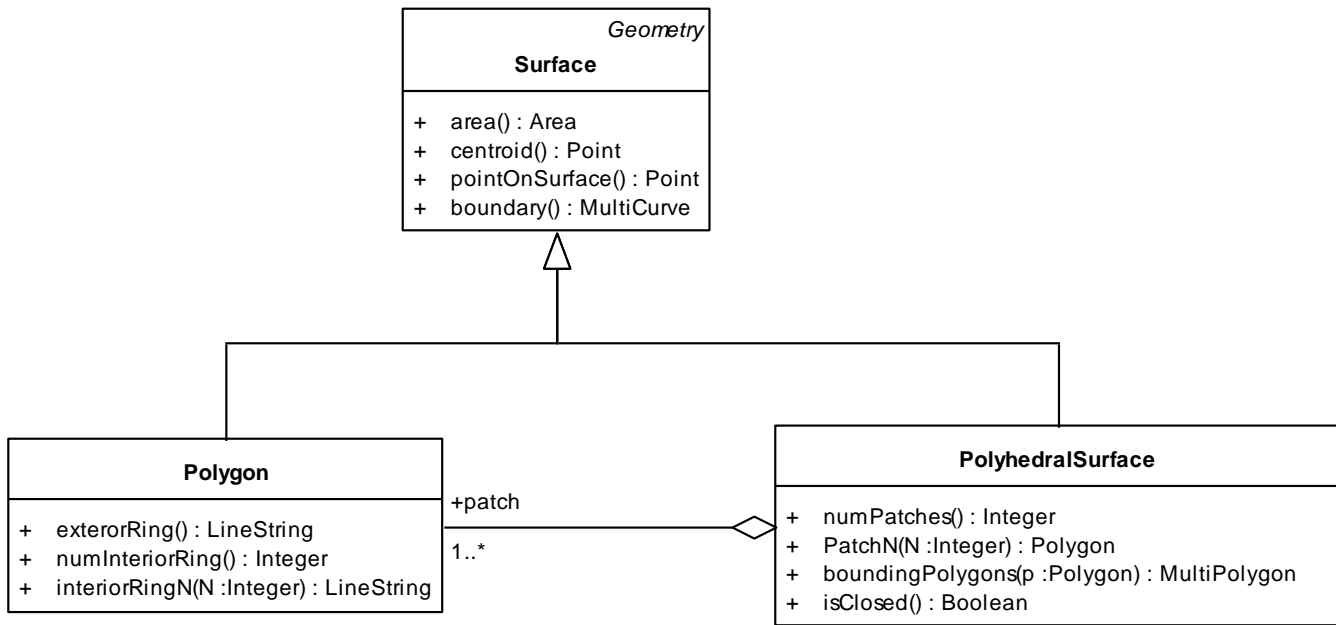 Geometry
Surface
+ area() : Area
+ centroid() : Point
+ pointOnSurface() : Point
+ boundary() : MultiCurve
Polygon
+ exterorRing() : LineString
+ numInteriorRing() : Integer
+ interiorRingN(N :Integer) : LineString
+patch
1..*
PolyhedralSurface
+ numPatches() : Integer
+ PatchN(N :Integer) : Polygon
+ boundingPolygons(p :Polygon) : MultiPolygon
+ isClosed() : Boolean